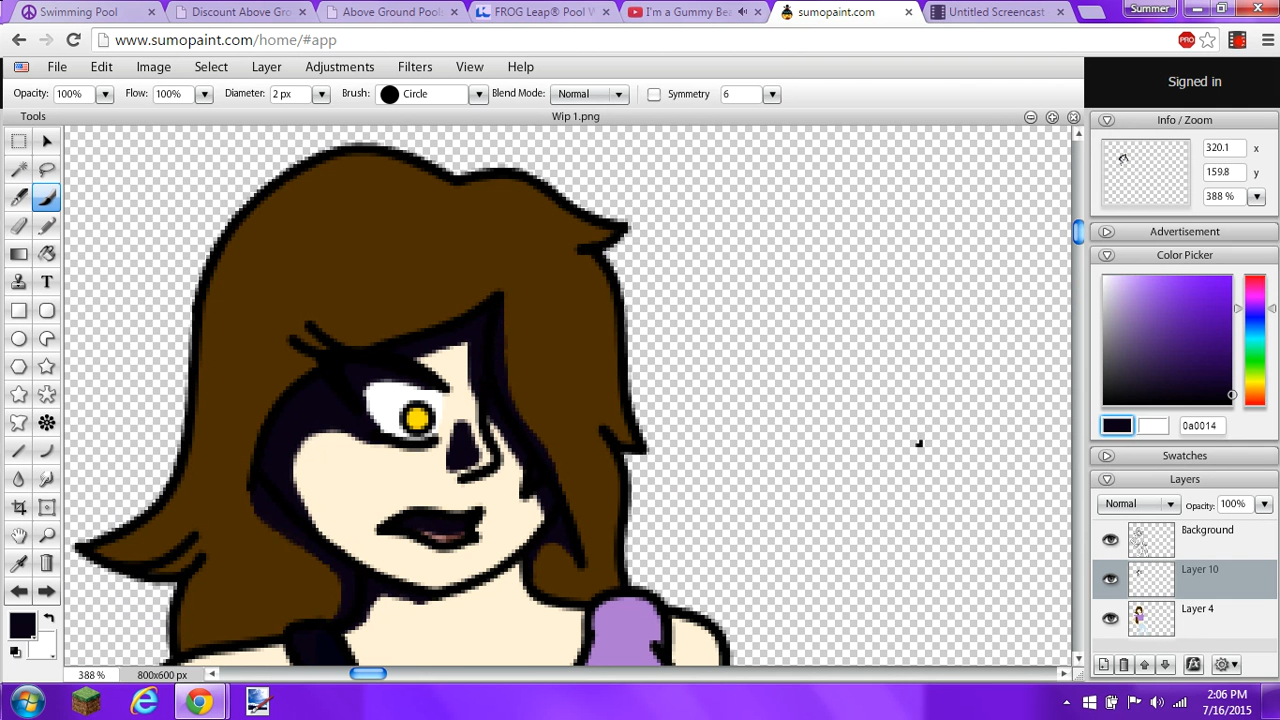 Swimming Pool
Discount Above Gro
Above Ground Pools
FROG Leap® Pool W
I'm a Gummy Be
sumopaint.com
Untitled Screencast
Summer
www.sumopaint.com/home/#app
PRO
File Edit Image Select Layer Adjustments Filters View Help
Signed in
Opacity: 100% Flow: 100% Diameter: 2 px Brush: Circle Blend Mode: Normal Symmetry 6
Tools
Wip 1.png
Info / Zoom
320.1 x
159.8 y
388 %
Advertisement
Color Picker
0a0014
Swatches
Layers
Normal Opacity: 100%
Background
Layer 10
Layer 4
388 % 800x600 px
2:06 PM
7/16/2015